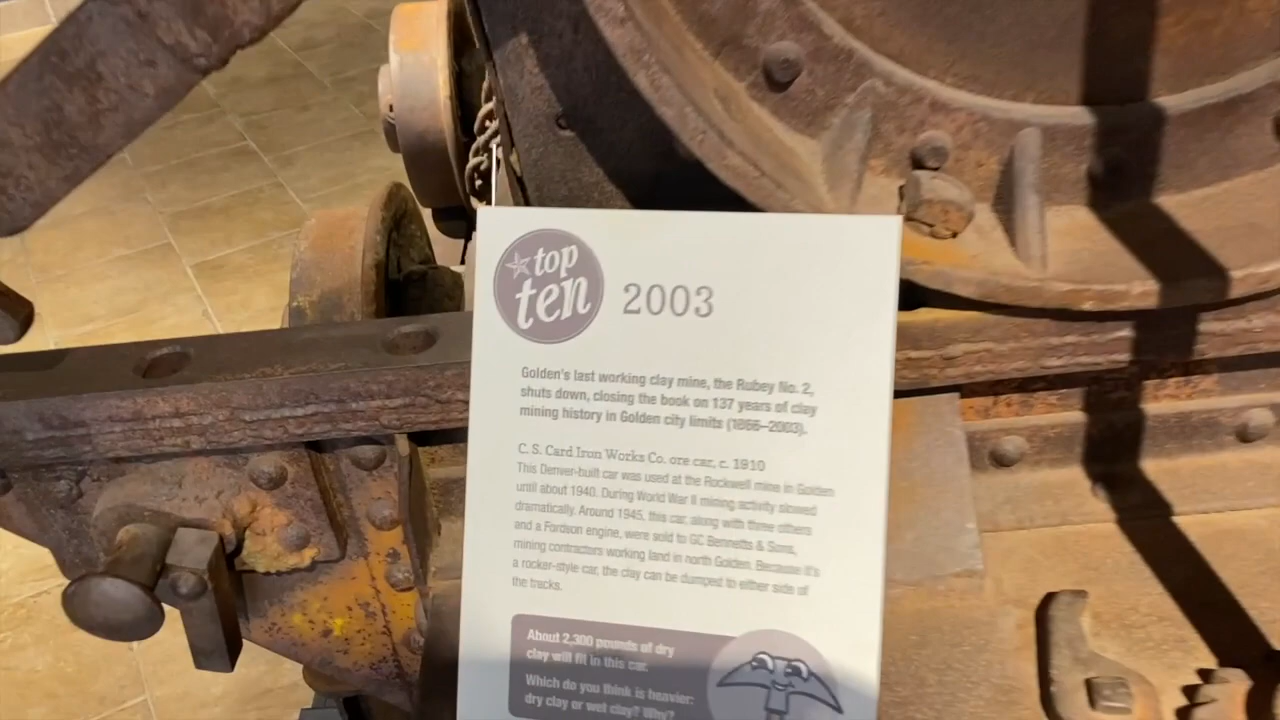 top
ten
2003
Golden's last working clay mine, the Rubey No. 2,
shuts down, closing the book on 137 years of clay
mining history in Golden city limits (1866–2003).
C. S. Card Iron Works Co. ore car, c. 1910
This Denver-built car was used at the Rockwell mine in Golden
until about 1940. During World War II mining activity slowed
dramatically. Around 1945, this car, along with three others
and a Fordson engine, were sold to GC Bennetts & Sons,
mining contractors working land in north Golden. Because it's
a rocker-style car, the clay can be dumped to either side of
the tracks.
About 2,300 pounds of dry
clay will fit in this car.
Which do you think is heavier:
dry clay or wet clay? Why?